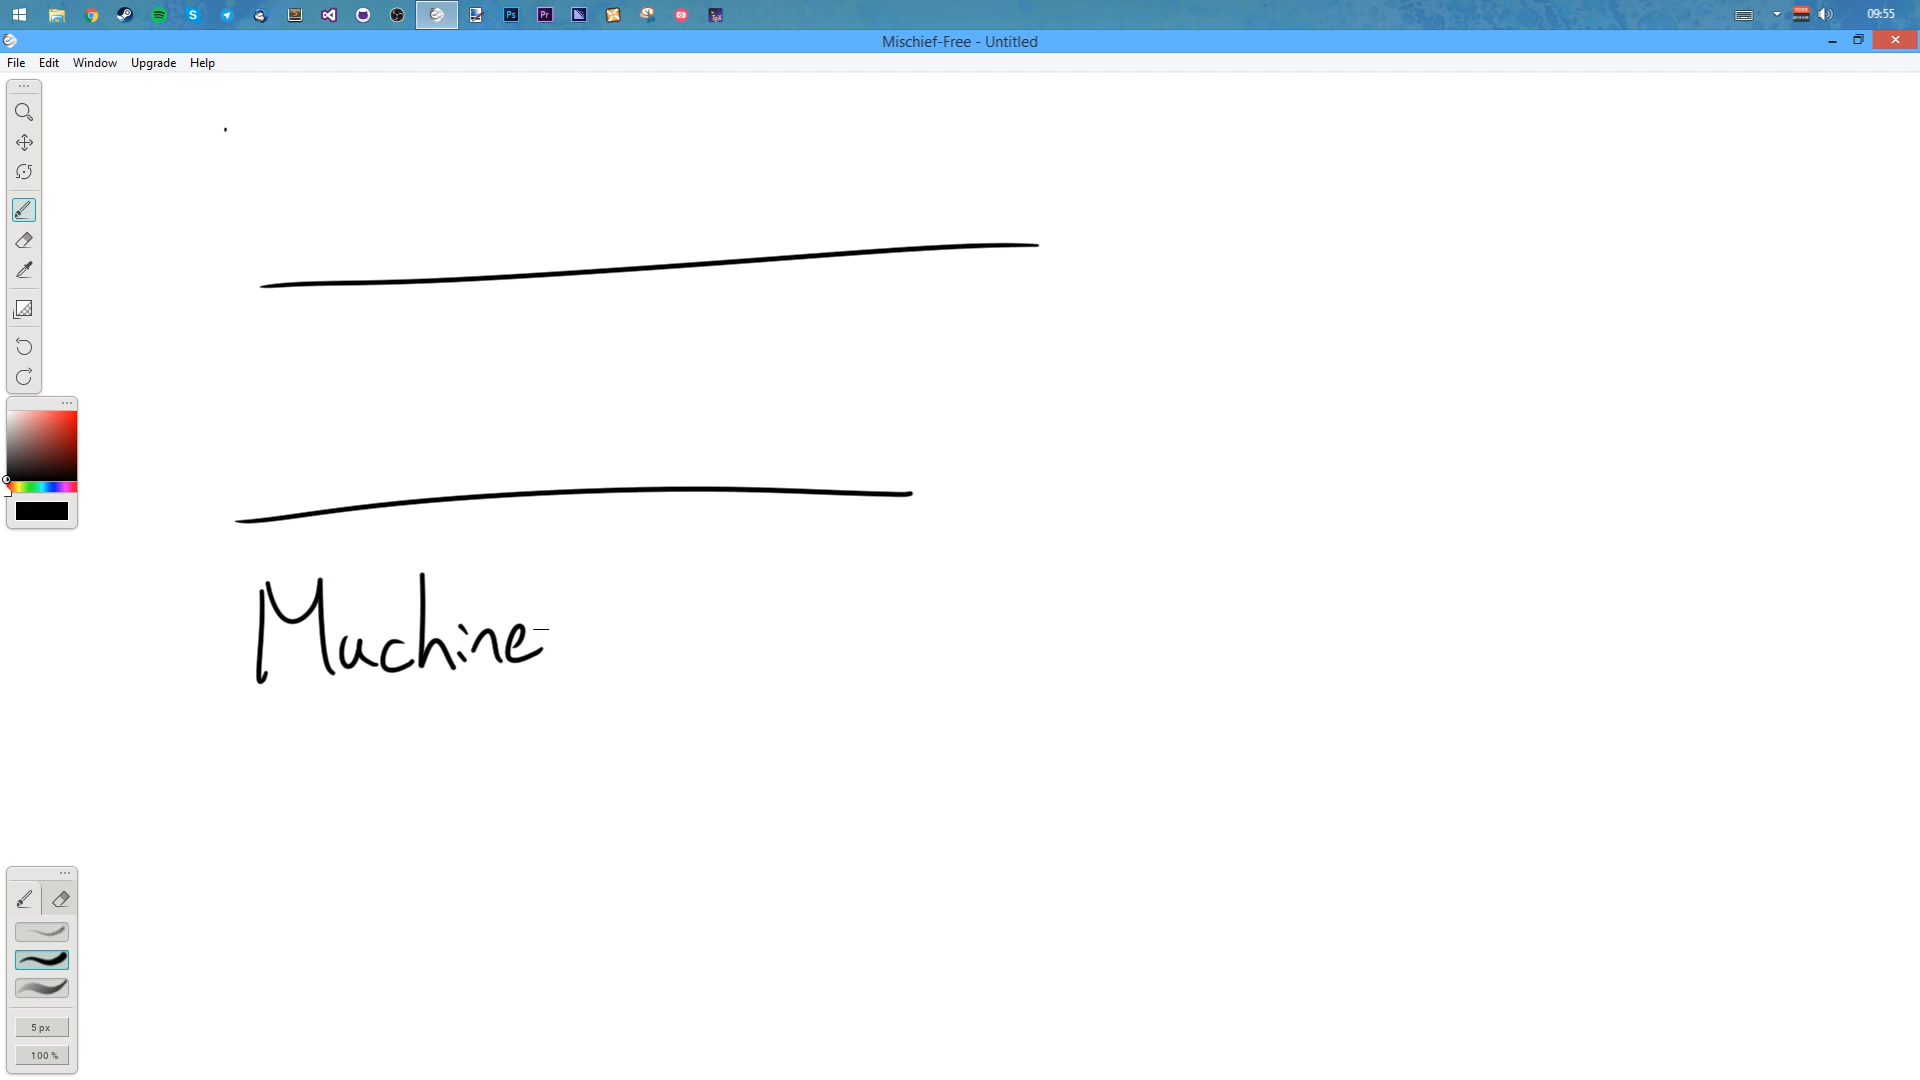 09:55
Mischief-Free - Untitled
File Edit Window Upgrade Help
Machine
5 px
100 %